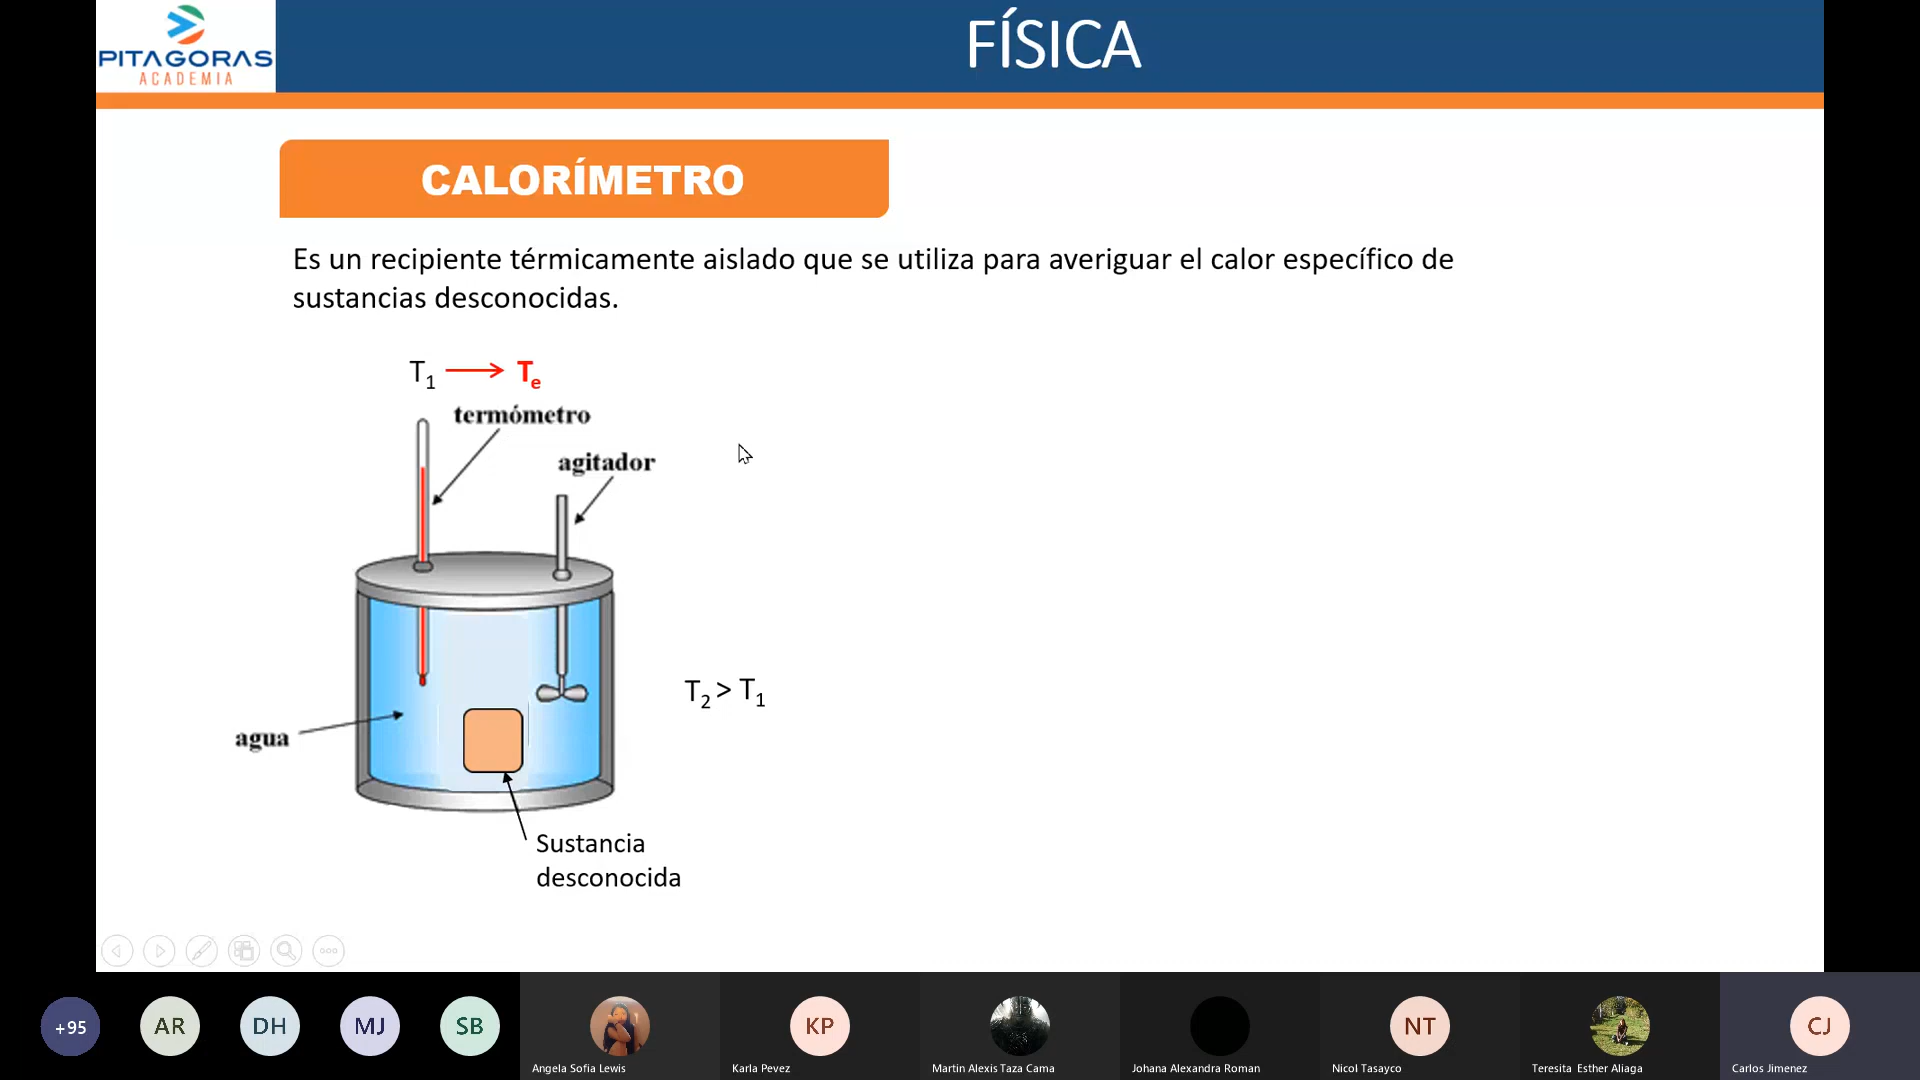 PITAGORAS
ACADEMIA
FÍSICA
CALORÍMETRO
Es un recipiente térmicamente aislado que se utiliza para averiguar el calor específico de
sustancias desconocidas.
T1 → Te
termómetro
agitador
T2 > T1
agua
Sustancia
desconocida
+95
AR
DH
MJ
SB
KP
NT
CJ
Angela Sofia Lewis
Karla Pevez
Martin Alexis Taza Cama
Johana Alexandra Roman
Nicol Tasayco
Teresita Esther Aliaga
Carlos Jimenez